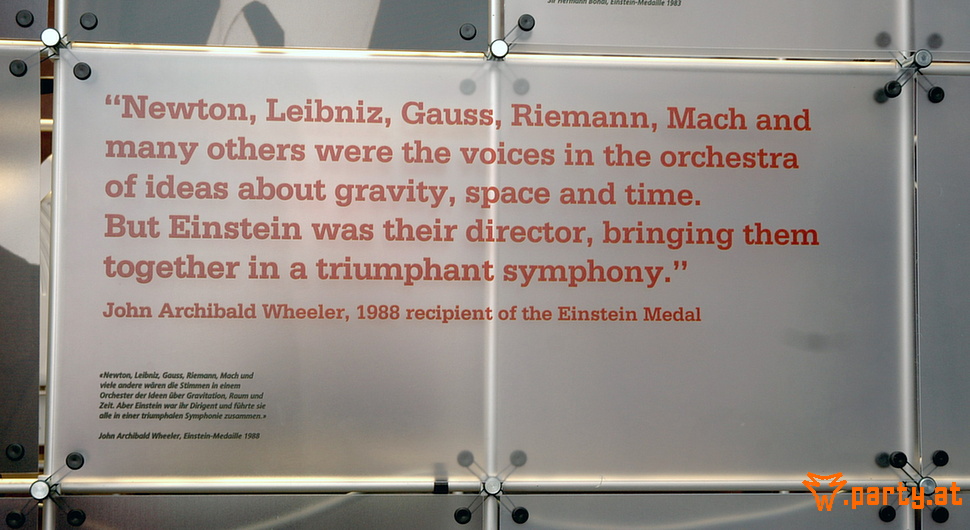 Sir Hermann Bondi, Einstein-Medaille 1983
“Newton, Leibniz, Gauss, Riemann, Mach and
many others were the voices in the orchestra
of ideas about gravity, space and time.
But Einstein was their director, bringing them
together in a triumphant symphony.”
John Archibald Wheeler, 1988 recipient of the Einstein Medal
«Newton, Leibniz, Gauss, Riemann, Mach und
viele andere wären die Stimmen in einem
Orchester der Ideen über Gravitation, Raum und
Zeit. Aber Einstein war ihr Dirigent und führte sie
alle in einer triumphalen Symphonie zusammen.»
John Archibald Wheeler, Einstein-Medaille 1988
.party.at